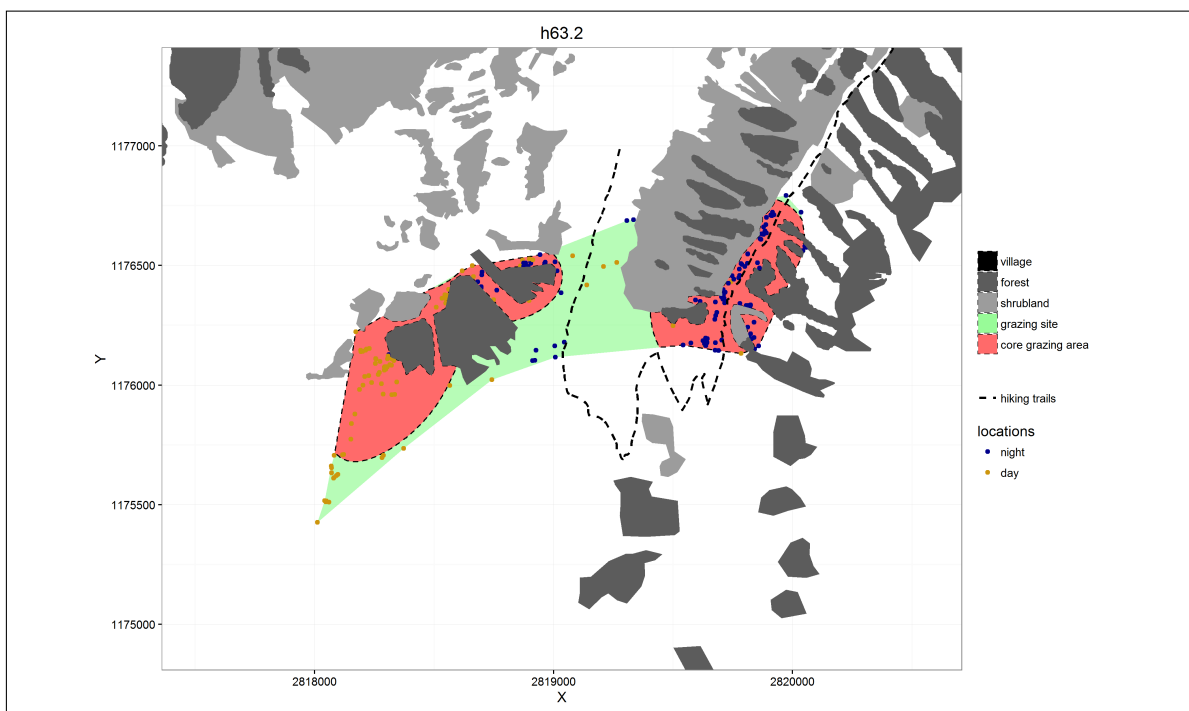 h63.2
1177000
1176500
1176000
1175500
1175000
Y
2818000 2819000 2820000
X
village
forest
shrubland
grazing site
core grazing area
hiking trails
locations
night
day